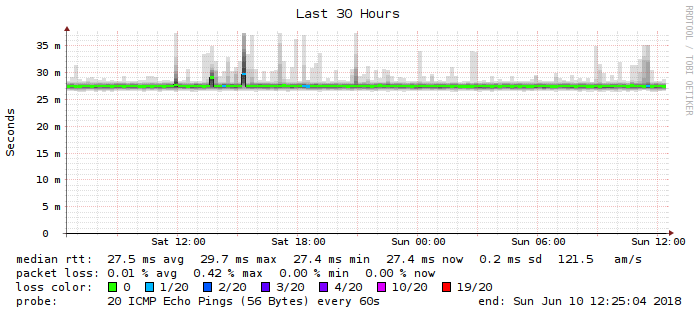 Last 30 Hours
RRDTOOL / TOBI OETIKER
Seconds
35 m
30 m
25 m
20 m
15 m
10 m
5 m
0
Sat 12:00 Sat 18:00 Sun 00:00 Sun 06:00 Sun 12:00
median rtt: 27.5 ms avg 29.7 ms max 27.4 ms min 27.4 ms now 0.2 ms sd 121.5 am/s
packet loss: 0.01 % avg 0.42 % max 0.00 % min 0.00 % now
loss color: 0 1/20 2/20 3/20 4/20 10/20 19/20
probe: 20 ICMP Echo Pings (56 Bytes) every 60s end: Sun Jun 10 12:25:04 2018